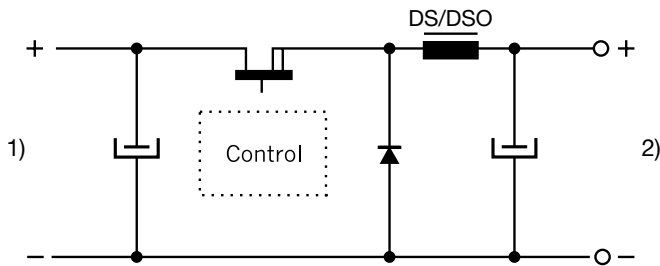 DS/DSO
+ +
1) Control 2)
− −